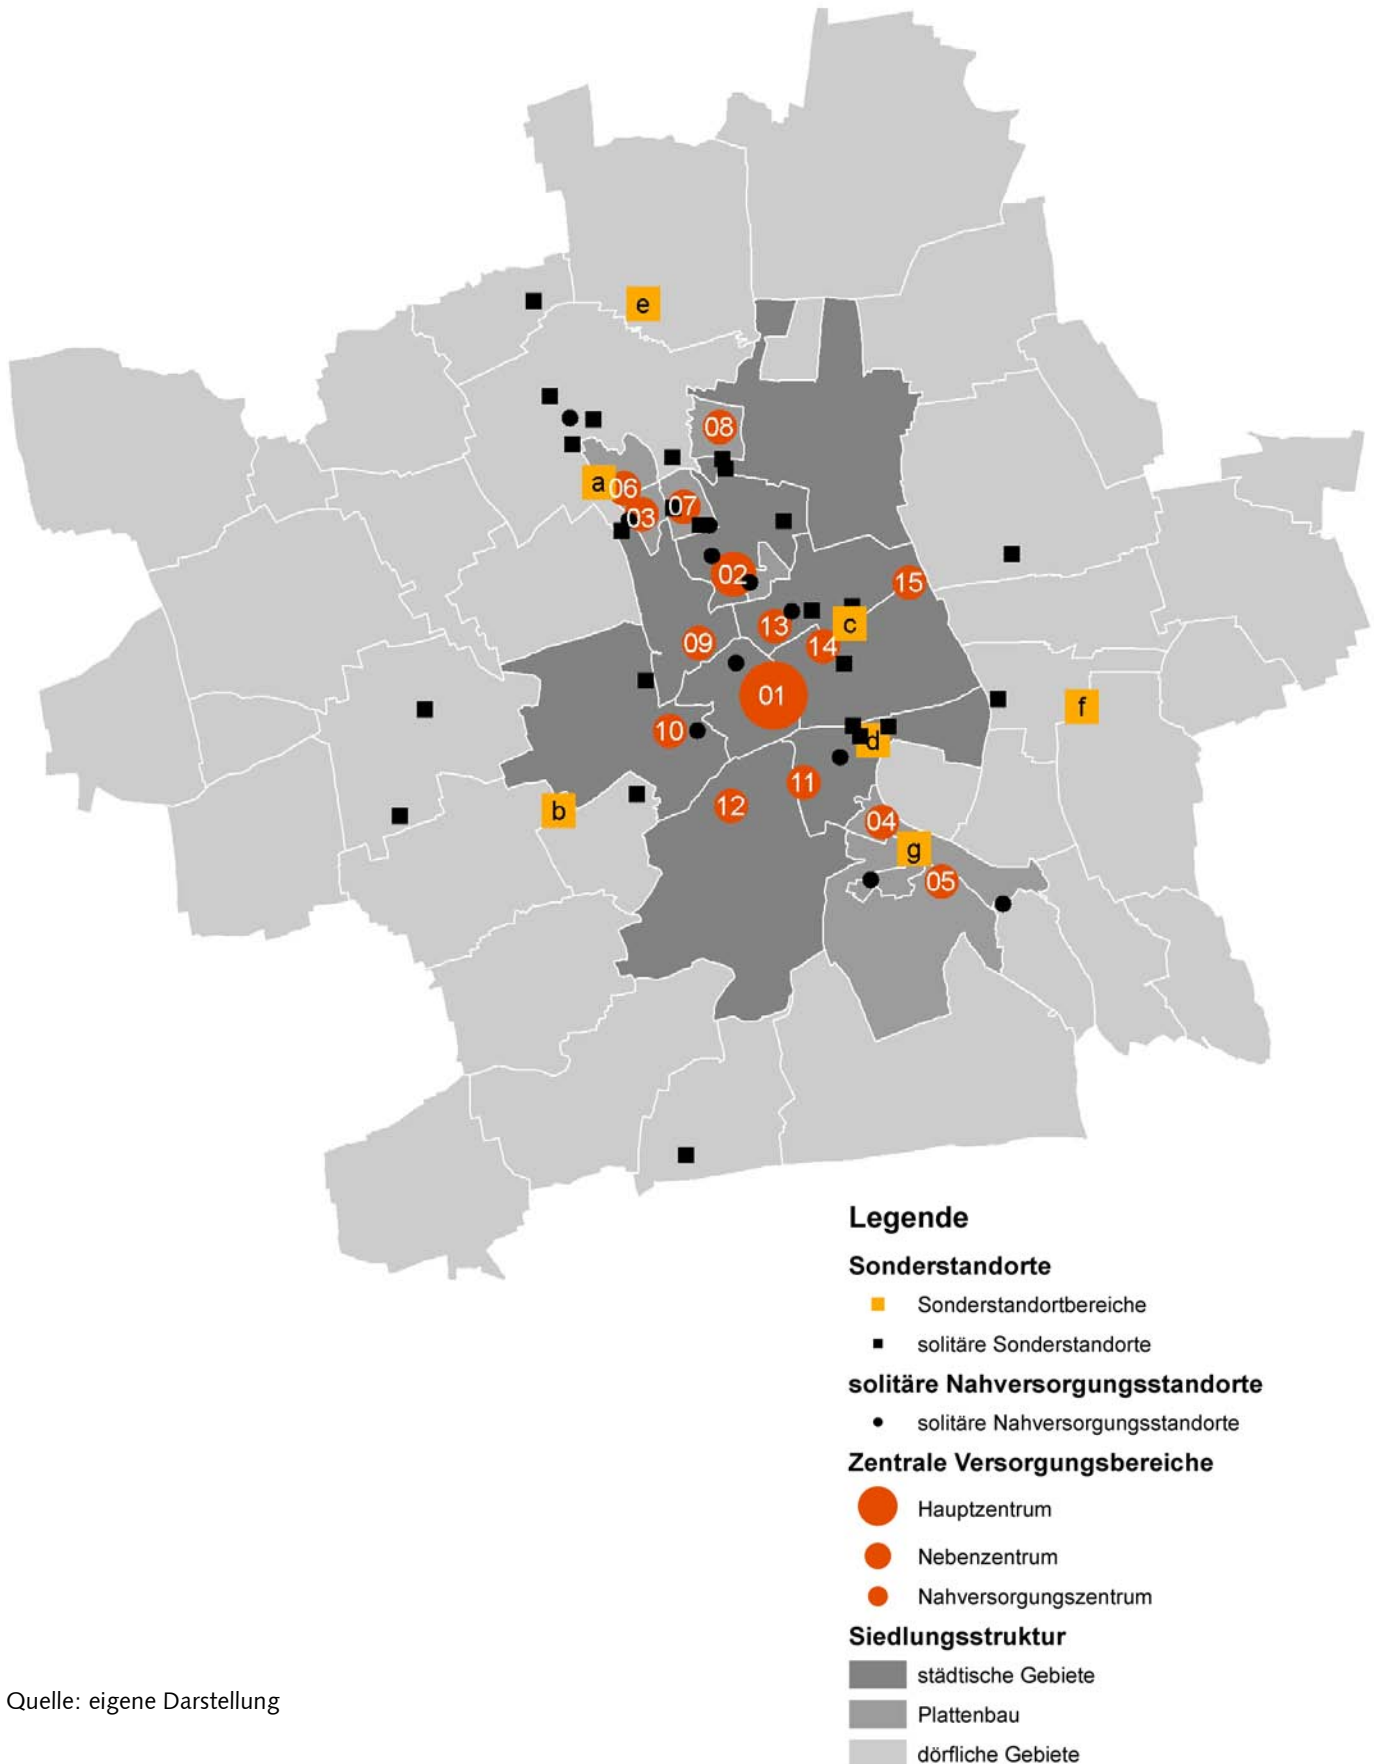 e
08
a
06
07
03
02
15
c
13
14
09
01
f
10
d
11
b
12
04
g
05
Legende
Sonderstandorte
Sonderstandortbereiche
solitäre Sonderstandorte
solitäre Nahversorgungsstandorte
solitäre Nahversorgungsstandorte
Zentrale Versorgungsbereiche
Hauptzentrum
Nebenzentrum
Nahversorgungszentrum
Siedlungsstruktur
städtische Gebiete
Plattenbau
dörfliche Gebiete
Quelle: eigene Darstellung